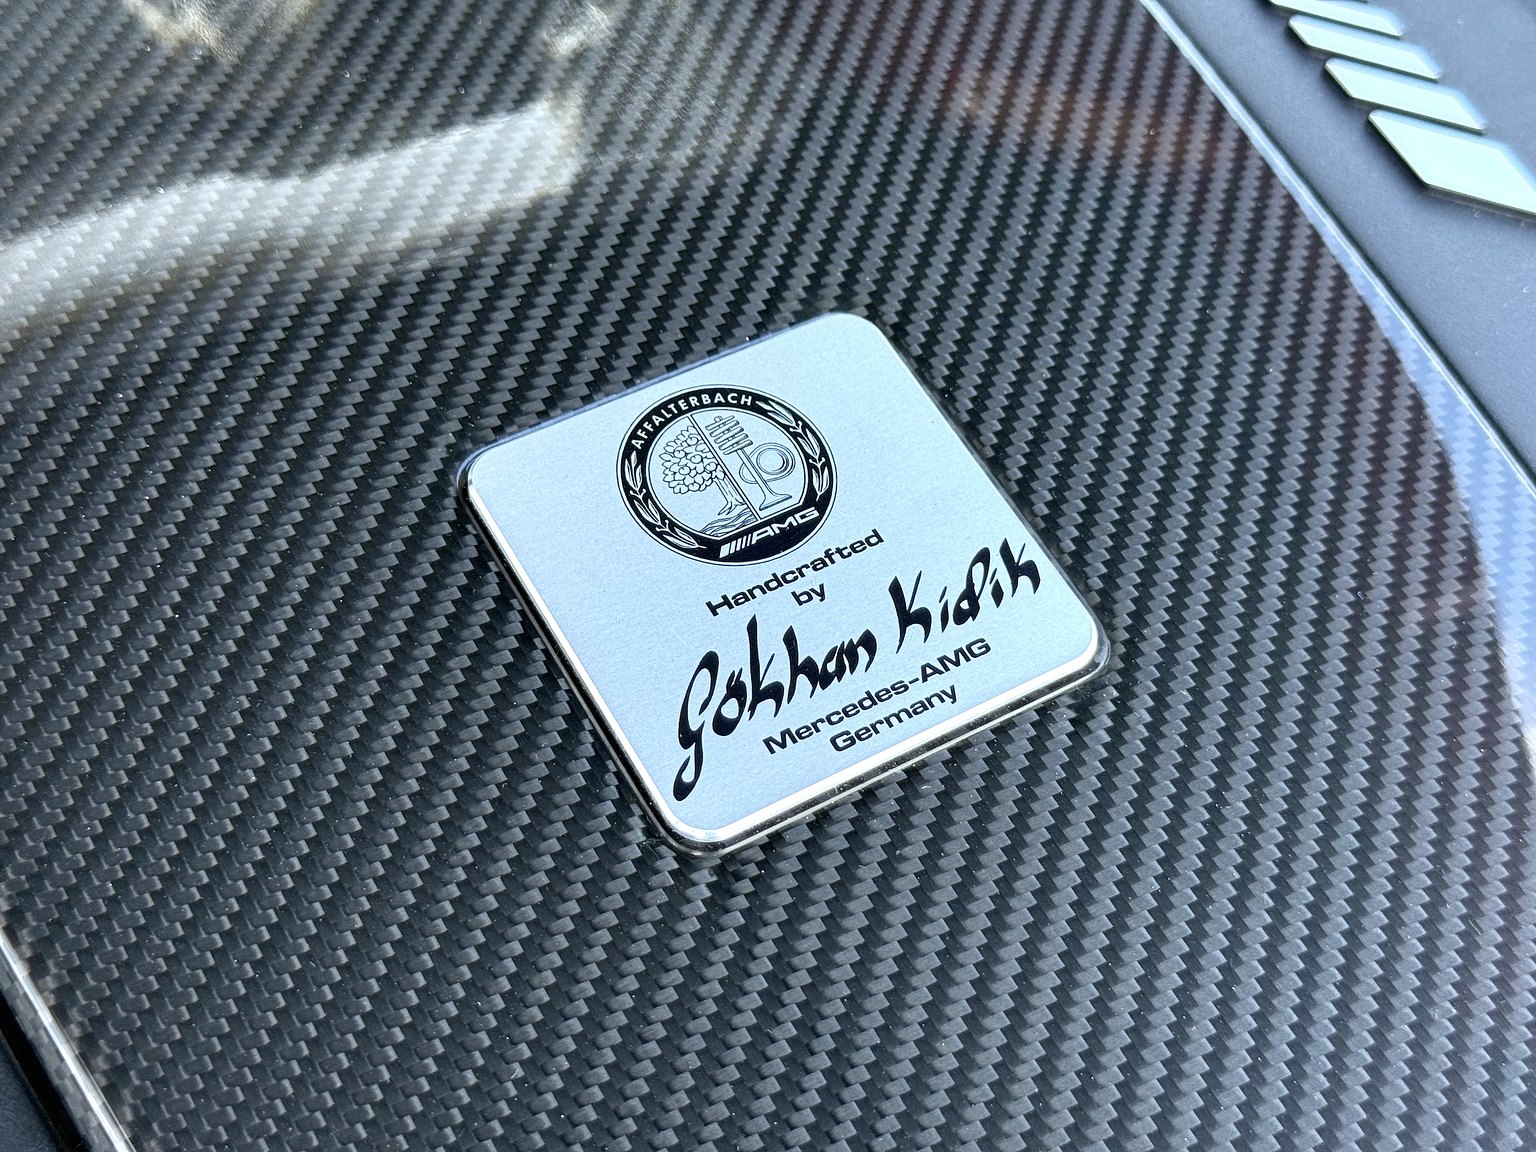 AFFALTERBACH
AMG
Handcrafted
by
Gökhan Kidik
Mercedes-AMG
Germany